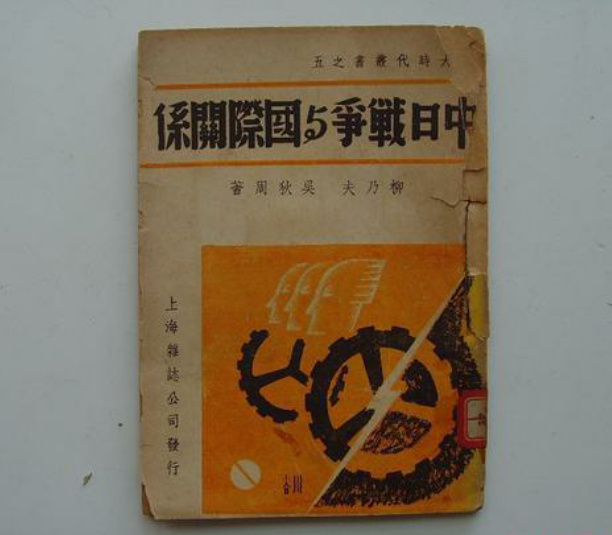 大時代叢書之五
中日戰爭与國際關係
柳乃夫 吳狄周 著
上海雜誌公司發行